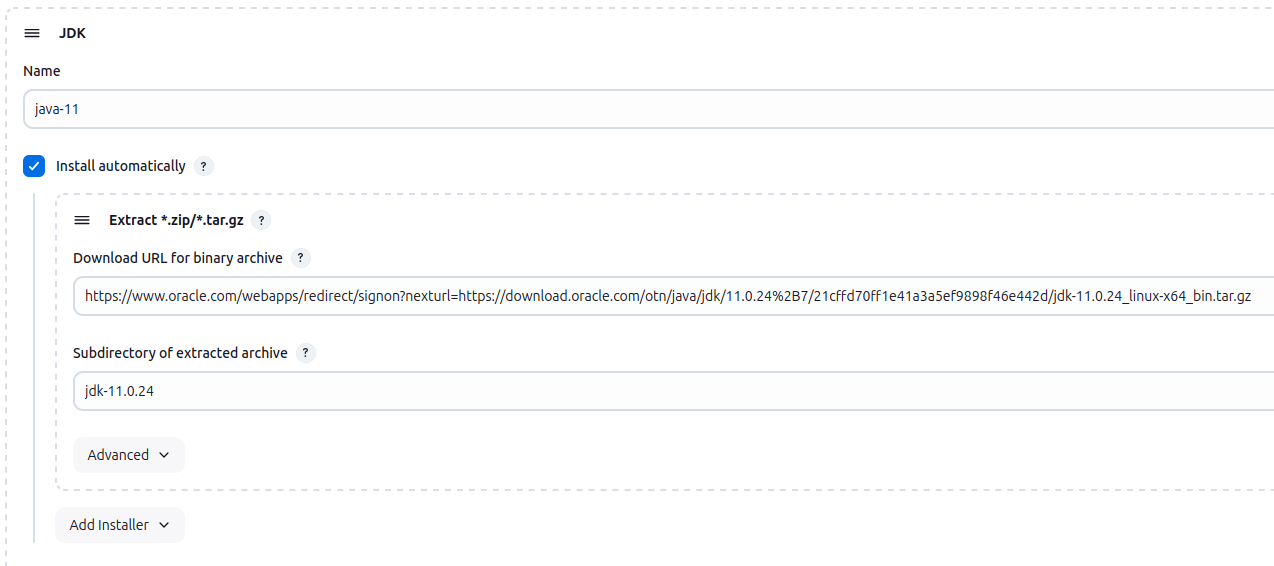 JDK
Name
java-11
Install automatically ?
Extract *.zip/*.tar.gz ?
Download URL for binary archive ?
https://www.oracle.com/webapps/redirect/signon?nexturl=https://download.oracle.com/otn/java/jdk/11.0.24%2B7/21cffd70ff1e41a3a5ef9898f46e442d/jdk-11.0.24_linux-x64_bin.tar.gz
Subdirectory of extracted archive ?
jdk-11.0.24
Advanced
Add Installer